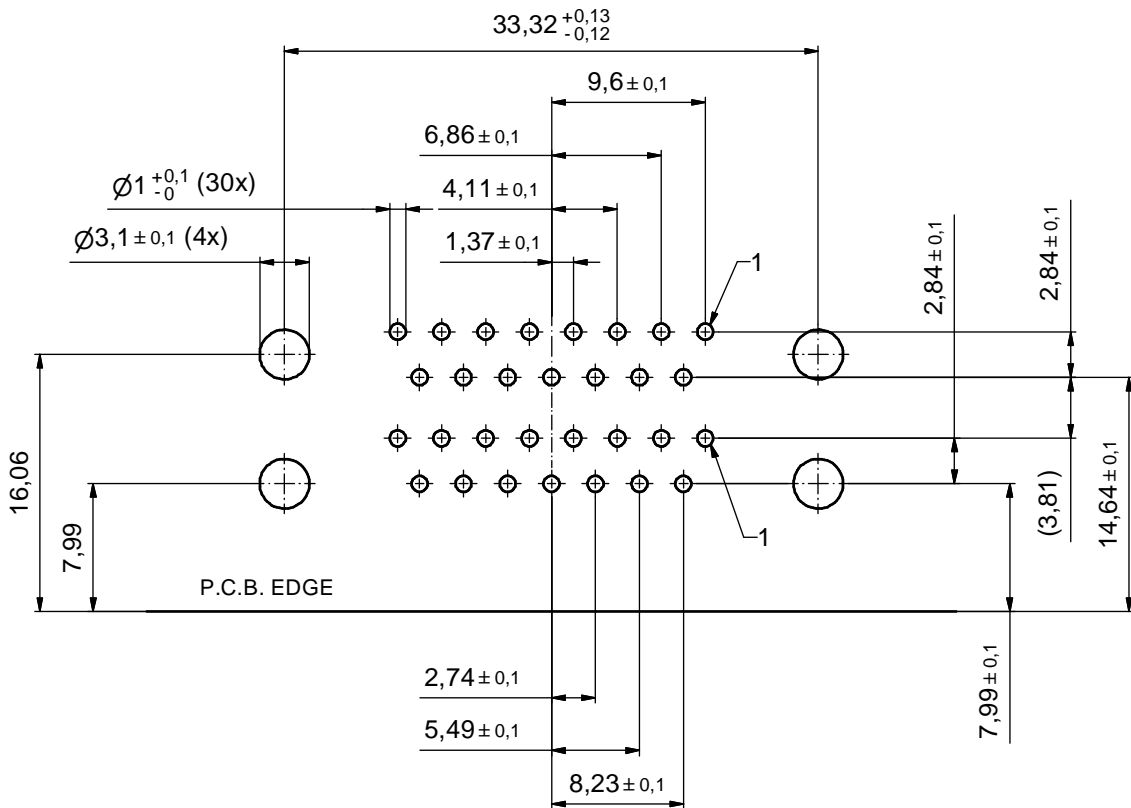 33,32 +0,13 -0,12
9,6 ± 0,1
6,86 ± 0,1
Ø1 +0,1 -0 (30x)
4,11 ± 0,1
Ø3,1 ± 0,1 (4x)
1,37 ± 0,1
1
2,84 ± 0,1
2,84 ± 0,1
16,06
7,99
(3,81)
14,64 ± 0,1
1
P.C.B. EDGE
7,99 ± 0,1
2,74 ± 0,1
5,49 ± 0,1
8,23 ± 0,1